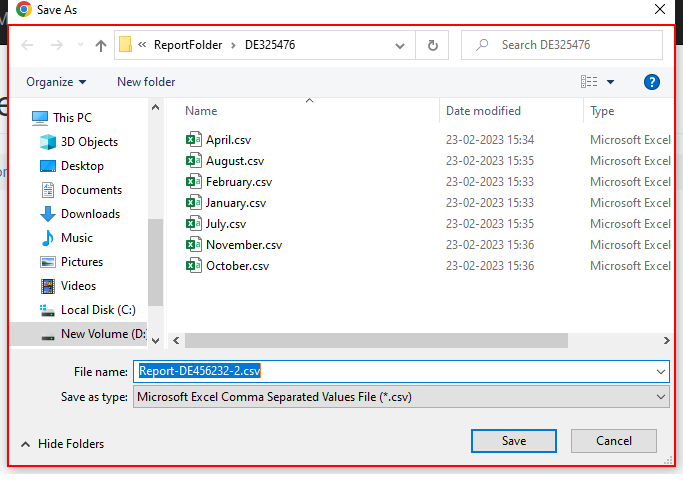 Save As
« ReportFolder > DE325476
Search DE325476
Organize
New folder
?
This PC
3D Objects
Desktop
Documents
Downloads
Music
Pictures
Videos
Local Disk (C:)
New Volume (D:
Name Date modified Type
April.csv 23-02-2023 15:34 Microsoft Excel
August.csv 23-02-2023 15:35 Microsoft Excel
February.csv 23-02-2023 15:33 Microsoft Excel
January.csv 23-02-2023 15:33 Microsoft Excel
July.csv 23-02-2023 15:35 Microsoft Excel
November.csv 23-02-2023 15:36 Microsoft Excel
October.csv 23-02-2023 15:36 Microsoft Excel
File name: Report-DE456232-2.csv
Save as type: Microsoft Excel Comma Separated Values File (*.csv)
Hide Folders
Save
Cancel